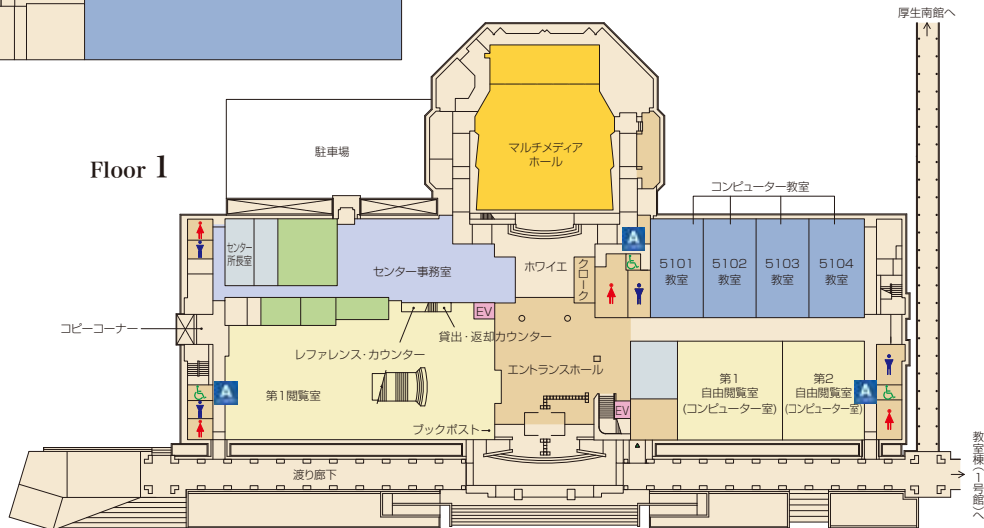 厚生南館へ
マルチメディア
ホール
駐車場
Floor 1
コンピューター教室
センター
所長室
センター事務室
ホワイエ
クローク
A
5101
教室
5102
教室
5103
教室
5104
教室
EV
コピーコーナー
レファレンス・カウンター
貸出・返却カウンター
エントランスホール
第1閲覧室
A
第1
自由閲覧室
(コンピューター室)
第2
自由閲覧室
(コンピューター室)
A
EV
ブックポスト
渡り廊下
教室棟(1号館)へ